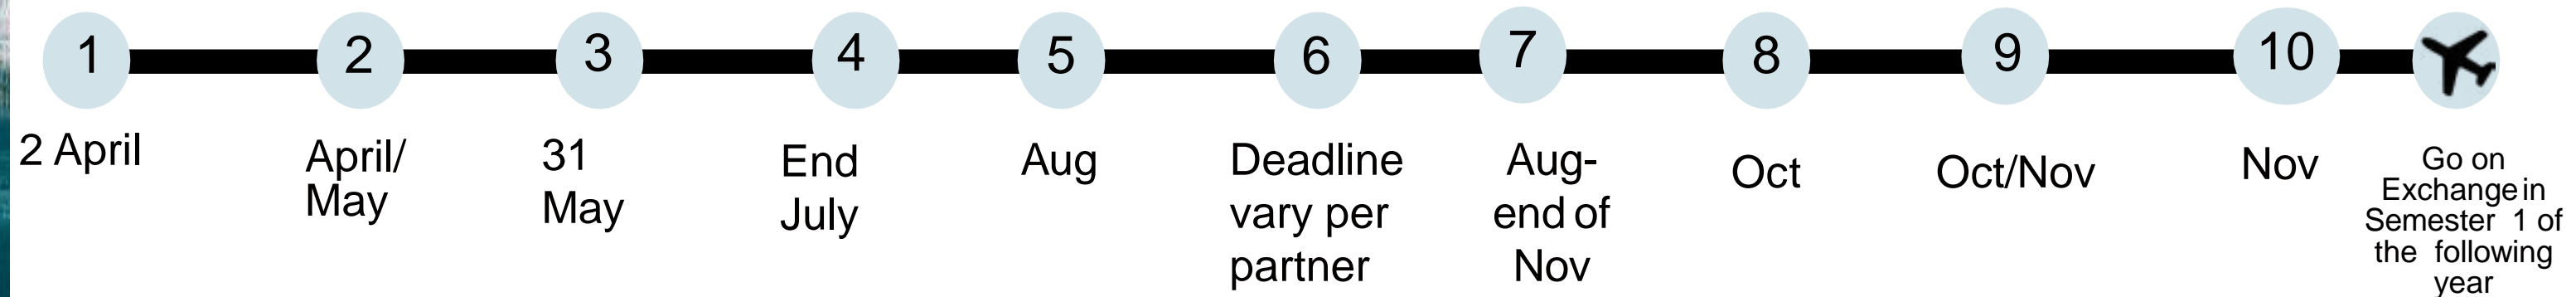 1
2
3
4
5
6
7
8
9
10
2 April
April/
May
31
May
End
July
Aug
Deadline
vary per
partner
Aug-
end of
Nov
Oct
Oct/Nov
Nov
Go on
Exchange in
Semester 1 of
the following
year